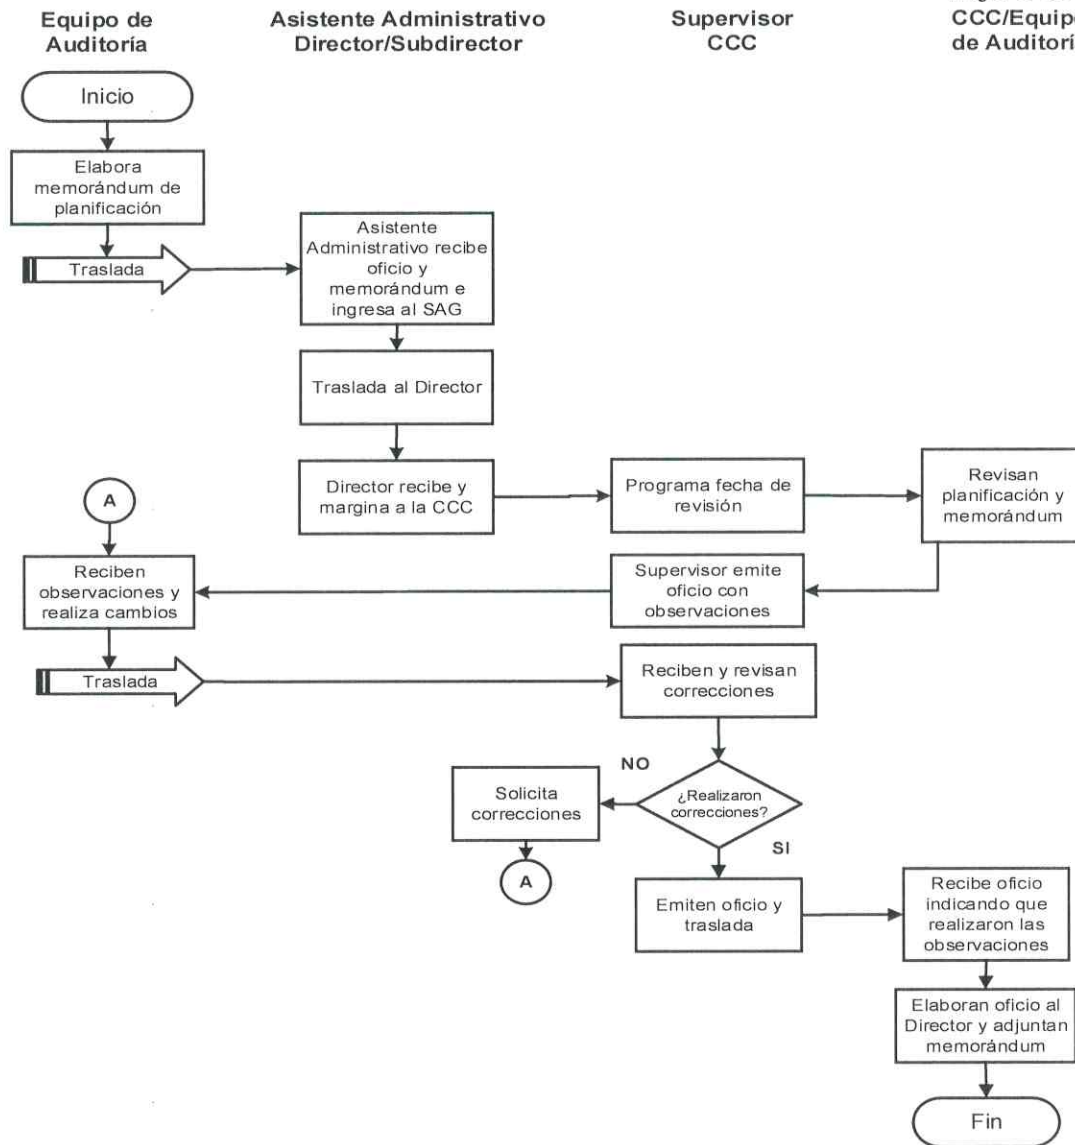 Equipo de
Auditoría
Asistente Administrativo
Director/Subdirector
Supervisor
CCC
CCC/Equipo
de Auditorí
Inicio
Elabora
memorándum de
planificación
Traslada
Asistente
Administrativo recibe
oficio y
memorándum e
ingresa al SAG
Traslada al Director
Director recibe y
margina a la CCC
Programa fecha de
revisión
Revisan
planificación y
memorándum
A
Reciben
observaciones y
realiza cambios
Supervisor emite
oficio con
observaciones
Traslada
Reciben y revisan
correcciones
NO
¿Realizaron
correcciones?
Solicita
correcciones
SI
A
Emiten oficio y
traslada
Recibe oficio
indicando que
realizaron las
observaciones
Elaboran oficio al
Director y adjuntan
memorándum
Fin